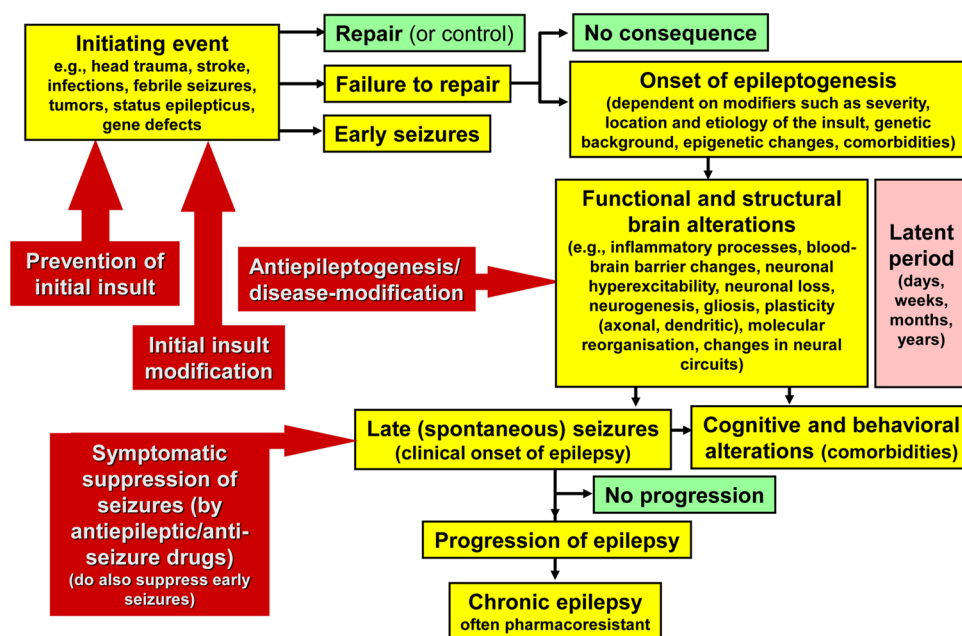 Initiating event
e.g., head trauma, stroke,
infections, febrile seizures,
tumors, status epilepticus,
gene defects
Repair (or control)
Failure to repair
Early seizures
No consequence
Onset of epileptogenesis
(dependent on modifiers such as severity,
location and etiology of the insult, genetic
background, epigenetic changes, comorbidities)
Functional and structural
brain alterations
(e.g., inflammatory processes, blood-
brain barrier changes, neuronal
hyperexcitability, neuronal loss,
neurogenesis, gliosis, plasticity
(axonal, dendritic), molecular
reorganisation, changes in neural
circuits)
Latent
period
(days,
weeks,
months,
years)
Prevention of
initial insult
Initial insult
modification
Antiepileptogenesis/
disease-modification
Late (spontaneous) seizures
(clinical onset of epilepsy)
Cognitive and behavioral
alterations (comorbidities)
Symptomatic
suppression of
seizures (by
antiepileptic/anti-
seizure drugs)
(do also suppress early
seizures)
No progression
Progression of epilepsy
Chronic epilepsy
often pharmacoresistant